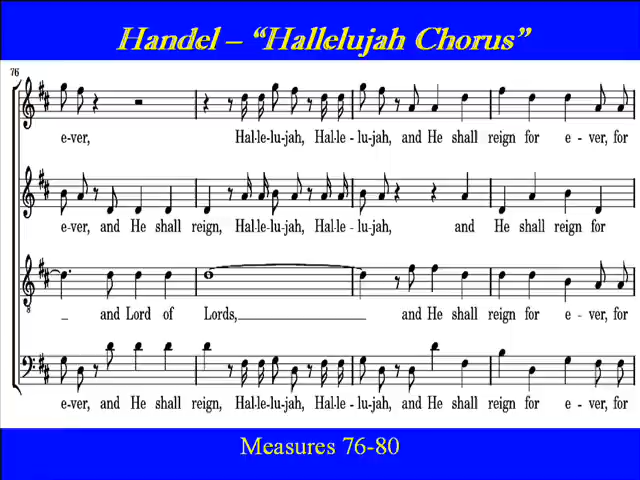 Handel – “Hallelujah Chorus”
76
e-ver, Hal-le-lu-jah, Hal-le-lu-jah, and He shall reign for e-ver, for
e-ver, and He shall reign, Hal-le-lu-jah, Hal-le-lu-jah, and He shall reign for
8
_ and Lord of Lords,_ and He shall reign for e-ver, for
e-ver, and He shall reign, Hal-le-lu-jah, Hal-le-lu-jah, and He shall reign for e-ver, for
Measures 76-80